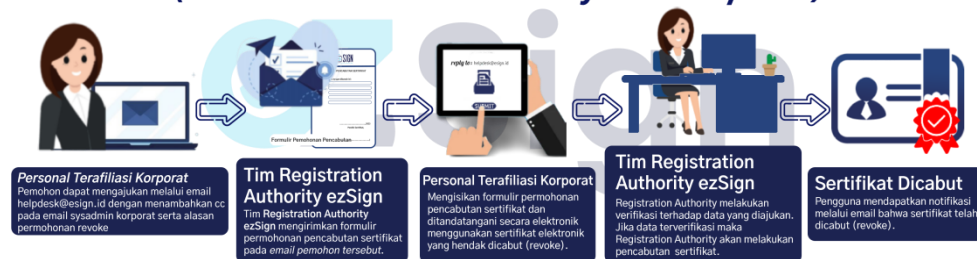 SIGN
Formulir Pemohonan Pencabutan
reply to: helpdesk@esign.id
SUBMIT
Personal Terafiliasi Korporat
Pemohon dapat mengajukan melalui email
helpdesk@esign.id dengan menambahkan cc
pada email sysadmin korporat serta alasan
permohonan revoke
Tim Registration
Authority ezSign
Tim Registration Authority
ezSign mengirimkan formulir
permohonan pencabutan sertifikat
pada email pemohon tersebut.
Personal Terafiliasi Korporat
Mengisikan formulir permohonan
pencabutan sertifikat dan
ditandatangani secara elektronik
menggunakan sertifikat elektronik
yang hendak dicabut (revoke).
Tim Registration
Authority ezSign
Registration Authority melakukan
verifikasi terhadap data yang diajukan.
Jika data terverifikasi maka
Registration Authority akan melakukan
pencabutan sertifikat.
Sertifikat Dicabut
Pengguna mendapatkan notifikasi
melalui email bahwa sertifikat telah
dicabut (revoke).